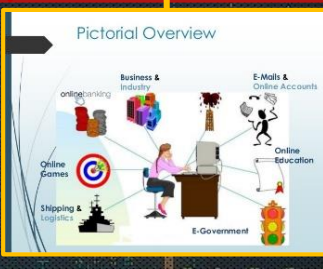 Pictorial Overview
Business &
Industry
E-Mails &
Online Accounts
onlinebanking
Online
Education
Online
Games
Shipping &
Logistics
E-Government